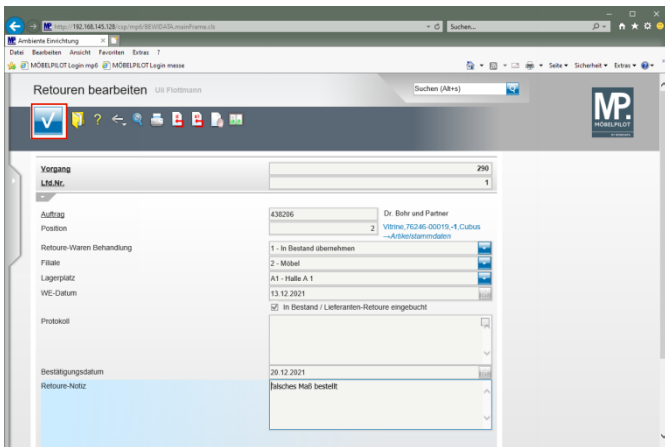 http://192.168.145.128/csp/mp6/BEWIDATA.mainFrame.cls
Suchen...
Ambiente Einrichtung
Datei Bearbeiten Ansicht Favoriten Extras ?
MÖBELPILOT Login mp6 MÖBELPILOT Login messe
Seite Sicherheit Extras
Retouren bearbeiten Uli Flottmann
Suchen (Alt+s)
MP.
MÖBELPILOT
Vorgang 290
Lfd.Nr. 1
Auftrag 438206 Dr. Bohr und Partner
Position 2 Vitrine,76246-00019,-1,Cubus
→Artikelstammdaten
Retoure-Waren Behandlung 1 - In Bestand übernehmen
Filiale 2 - Möbel
Lagerplatz A1 - Halle A 1
WE-Datum 13.12.2021
In Bestand / Lieferanten-Retoure eingebucht
Protokoll
Bestätigungsdatum 20.12.2021
Retoure-Notiz falsches Maß bestellt